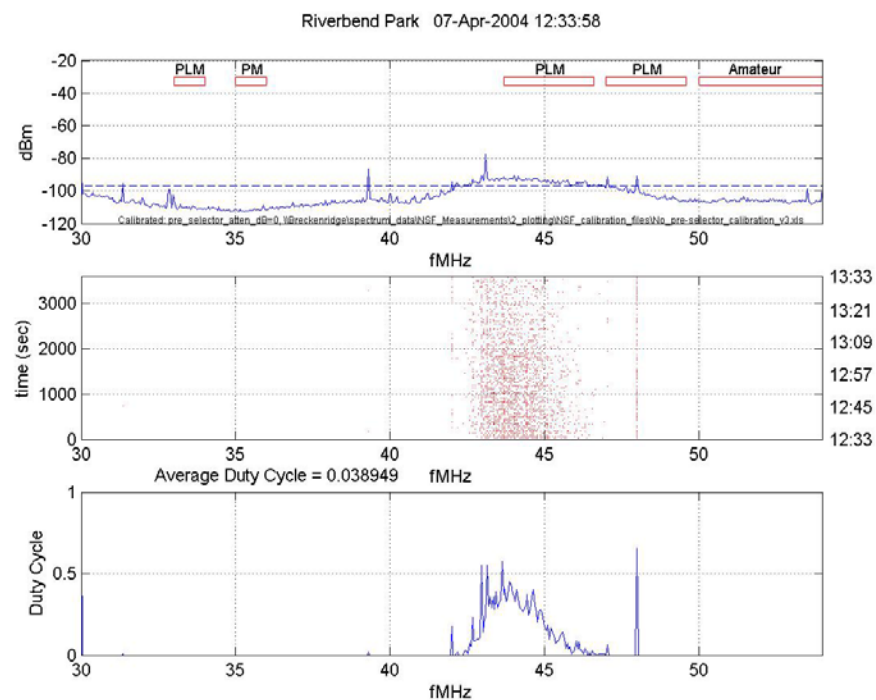 Riverbend Park 07-Apr-2004 12:33:58
-20
-40
-60
-80
-100
-120
dBm
PLM PM PLM PLM Amateur
Calibrated: pre_selector_atten_dB=0, \\Breckenridge\spectrum_data\NSF_Measurements\2_plotting\NSF_calibration_files\No_pre-selector_calibration_v3.xls
30 35 40 45 50
fMHz
3000
2000
1000
0
time (sec)
13:33
13:21
13:09
12:57
12:45
12:33
30 35 40 45 50
fMHz
Average Duty Cycle = 0.038949
1
0.5
0
Duty Cycle
30 35 40 45 50
fMHz